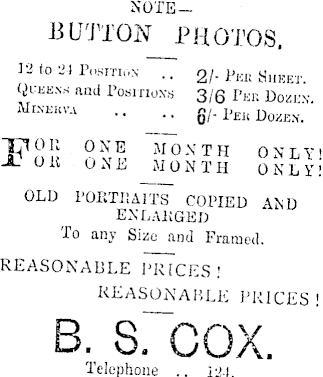 NOTE—
BUTTON PHOTOS.
12 to 24 POSITION .. 2/- PER SHEET.
QUEENS and POSITIONS 3/6 PER DOZEN.
MINERVA .. .. 6/- PER DOZEN.
FOR ONE MONTH ONLY!
FOR ONE MONTH ONLY!
OLD PORTRAITS COPIED AND
ENLARGED
To any Size and Framed.
REASONABLE PRICES!
REASONABLE PRICES!
B. S. COX.
Telephone .. 124.